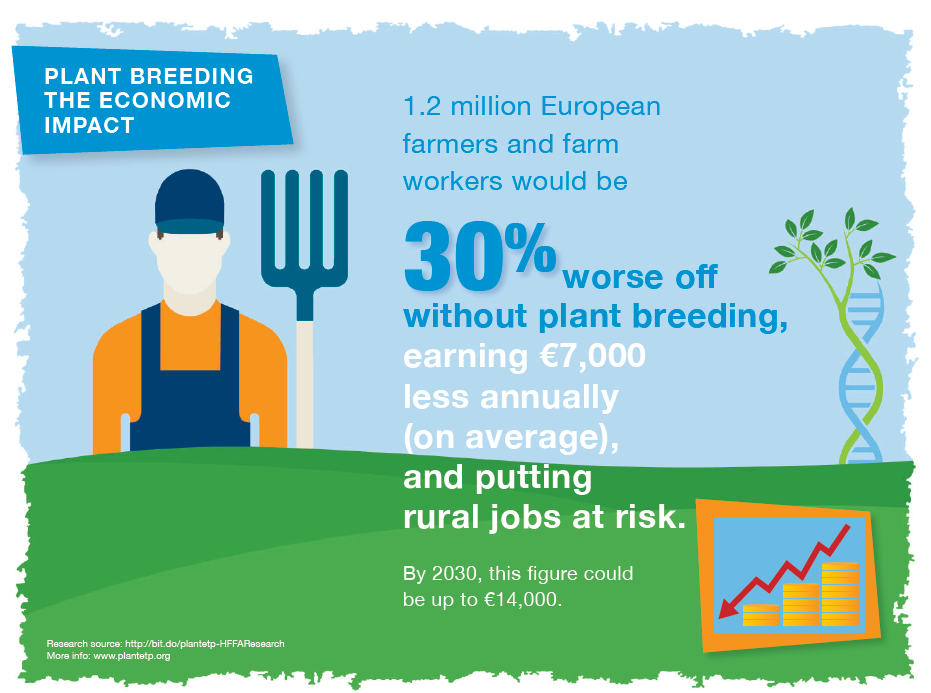 PLANT BREEDING
THE ECONOMIC
IMPACT
1.2 million European
farmers and farm
workers would be
30% worse off
without plant breeding,
earning €7,000
less annually
(on average),
and putting
rural jobs at risk.
By 2030, this figure could
be up to €14,000.
Research source: http://bit.do/plantetp-HFFAResearch
More info: www.plantetp.org